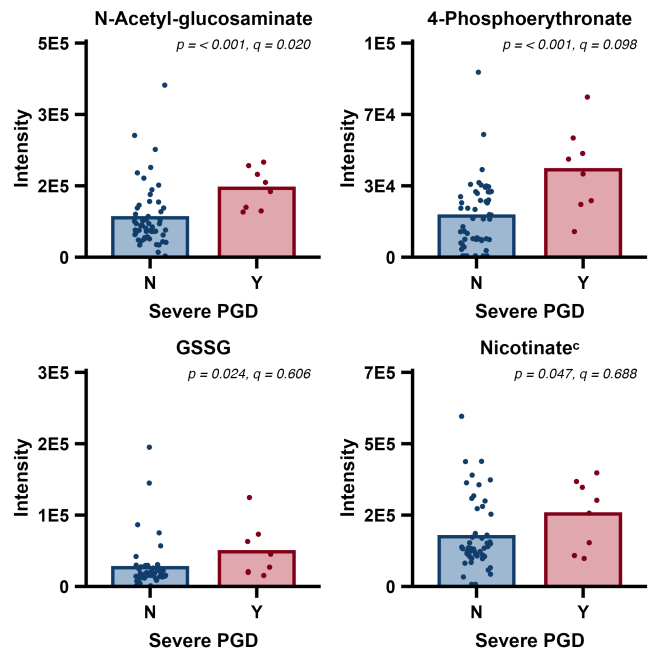 N-Acetyl-glucosaminate
p = < 0.001, q = 0.020
Intensity
5E5
3E5
2E5
0
N
Y
Severe PGD
4-Phosphoerythronate
p = < 0.001, q = 0.098
Intensity
1E5
7E4
3E4
0
N
Y
Severe PGD
GSSG
p = 0.024, q = 0.606
Intensity
3E5
2E5
1E5
0
N
Y
Severe PGD
Nicotinateᶜ
p = 0.047, q = 0.688
Intensity
7E5
5E5
2E5
0
N
Y
Severe PGD